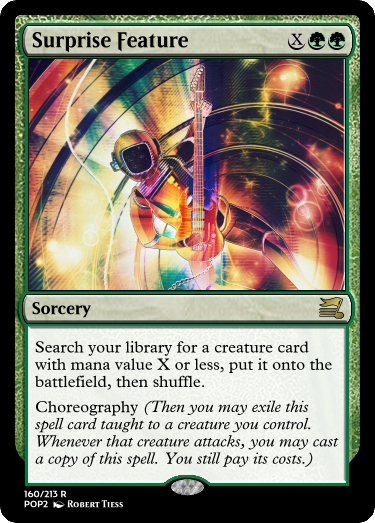 Surprise Feature X
Sorcery
Search your library for a creature card
with mana value X or less, put it onto the
battlefield, then shuffle.
Choreography (Then you may exile this
spell card taught to a creature you control.
Whenever that creature attacks, you may cast
a copy of this spell. You still pay its costs.)
160/213 R
POP2 Robert Tiess